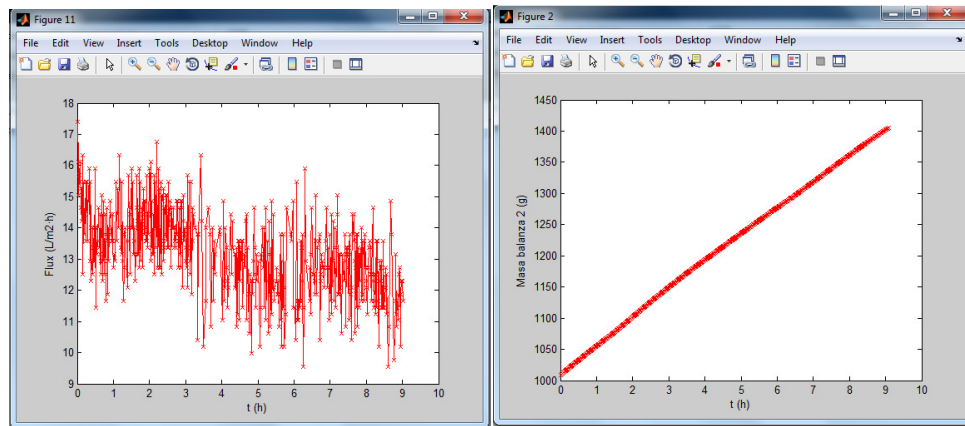 Figure 11
File Edit View Insert Tools Desktop Window Help
18
17
16
15
14
13
12
11
10
9
Flux (L/m2·h)
0 1 2 3 4 5 6 7 8 9 10
t (h)
Figure 2
File Edit View Insert Tools Desktop Window Help
1450
1400
1350
1300
1250
1200
1150
1100
1050
1000
Masa balanza 2 (g)
0 1 2 3 4 5 6 7 8 9 10
t (h)